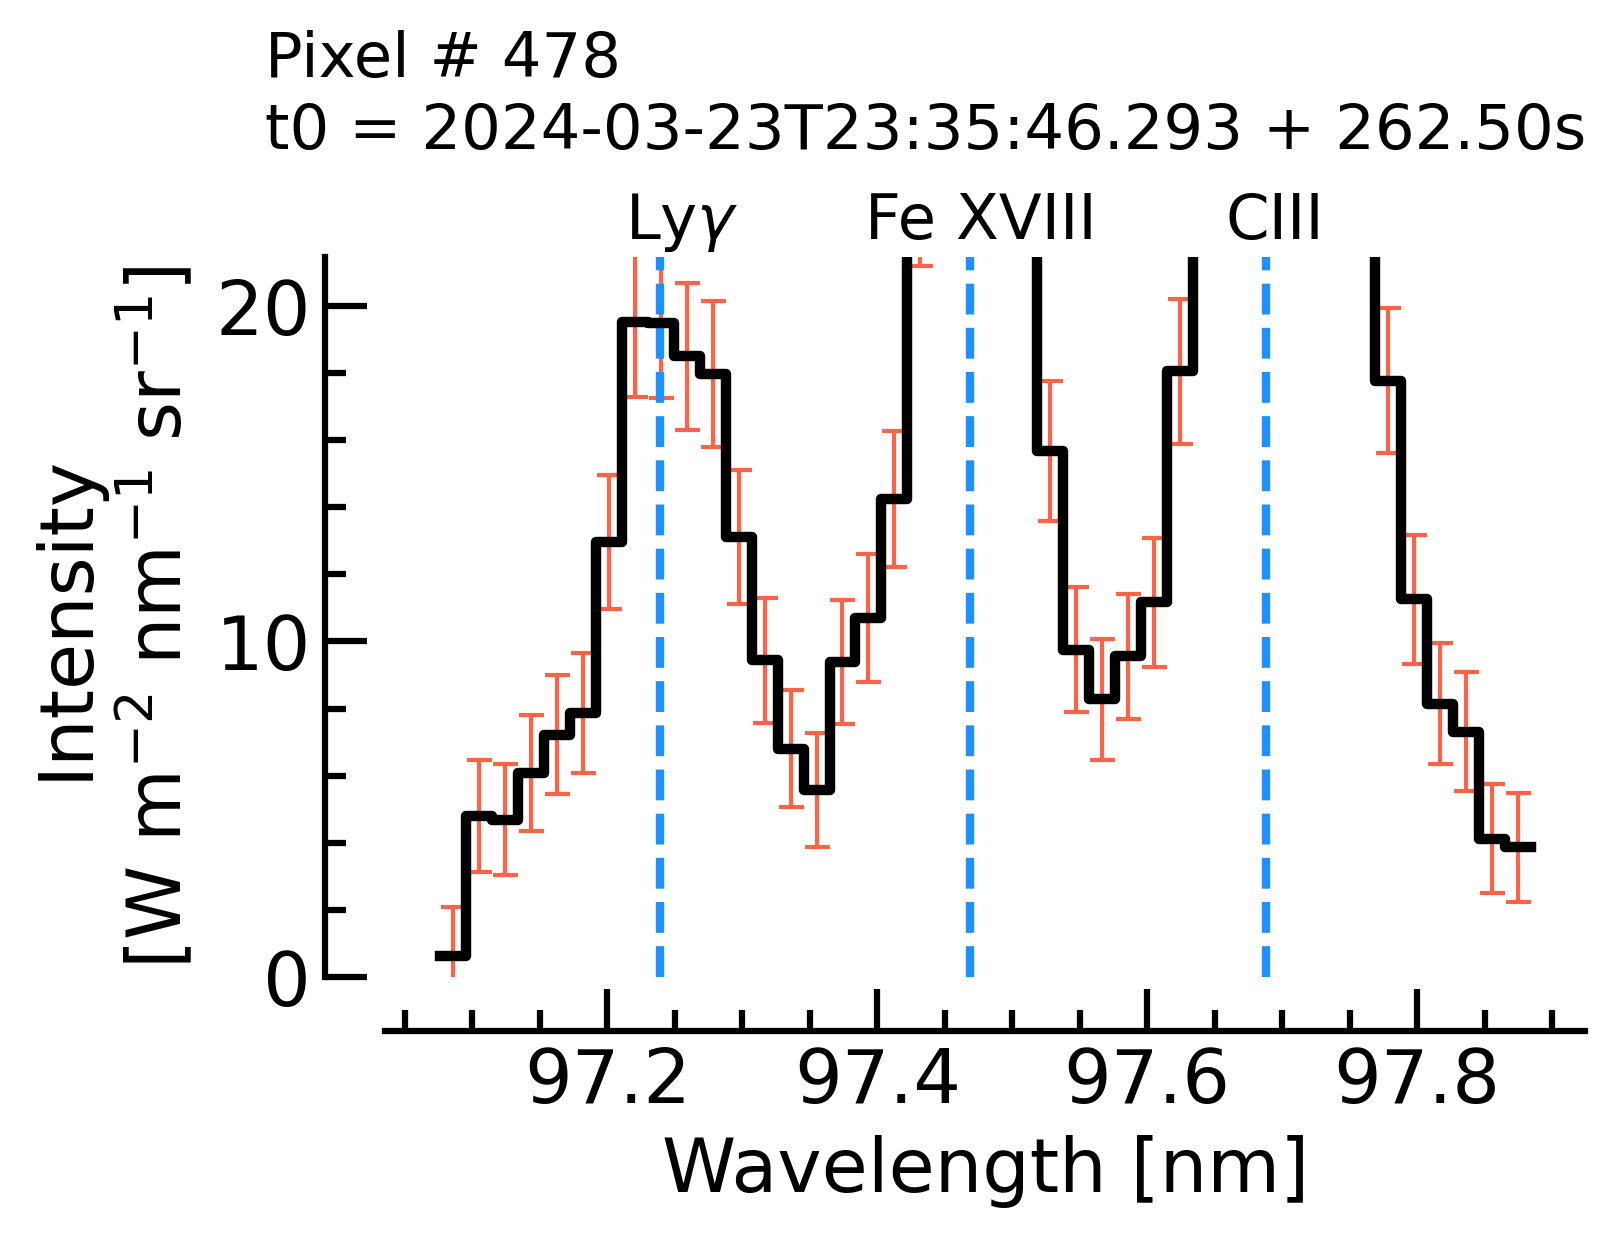 Pixel # 478
t0 = 2024-03-23T23:35:46.293 + 262.50s
Lyγ Fe XVIII CIII
Intensity
[W m⁻² nm⁻¹ sr⁻¹]
20
10
0
97.2 97.4 97.6 97.8
Wavelength [nm]